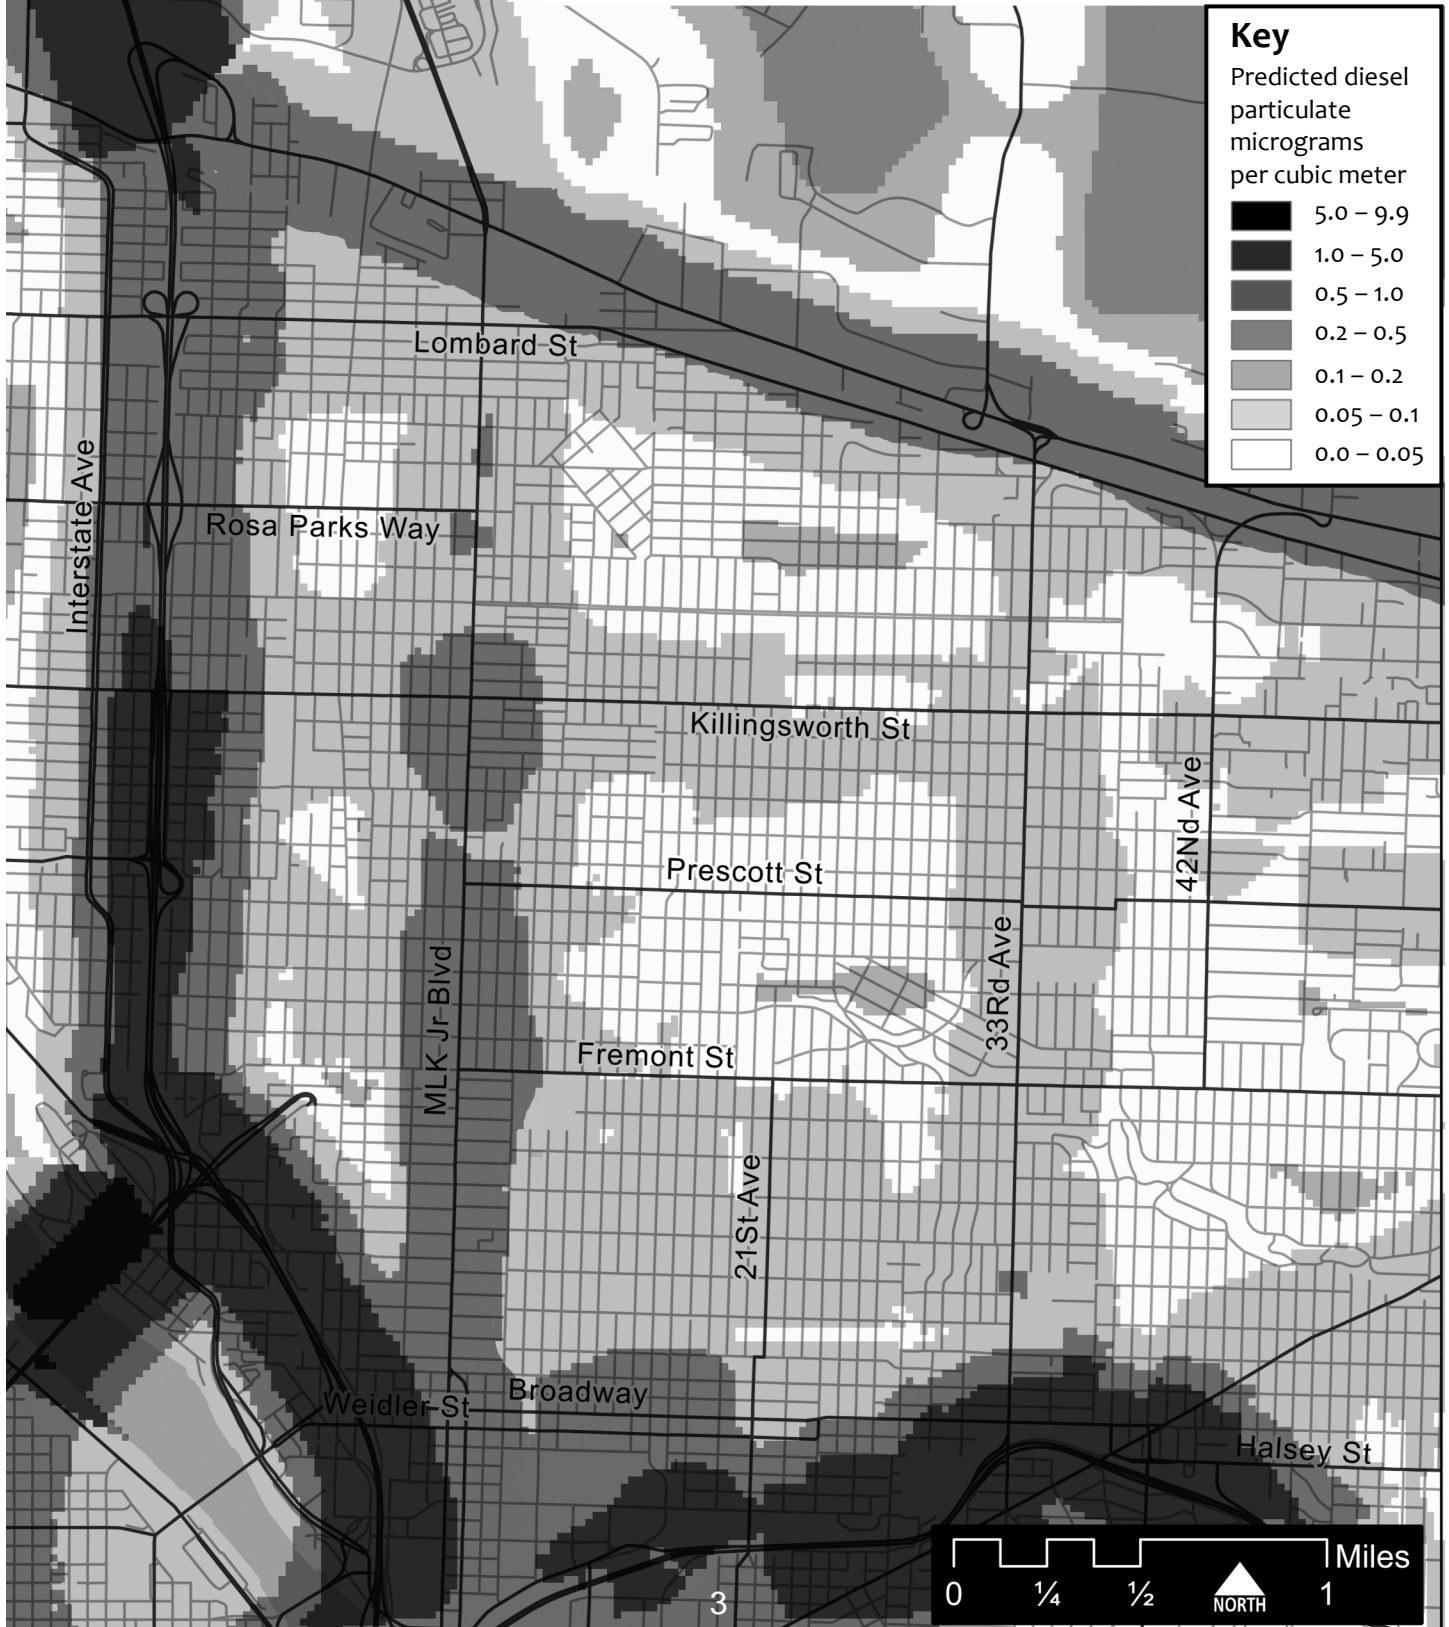 Key
Predicted diesel
particulate
micrograms
per cubic meter
5.0 – 9.9
1.0 – 5.0
0.5 – 1.0
0.2 – 0.5
0.1 – 0.2
0.05 – 0.1
0.0 – 0.05
Lombard St
Interstate Ave
Rosa Parks Way
Killingsworth St
42Nd Ave
Prescott St
MLK Jr Blvd
33Rd Ave
Fremont St
21St Ave
Broadway
Weidler St
Halsey St
Miles
0 ¼ ½ 1
NORTH
3